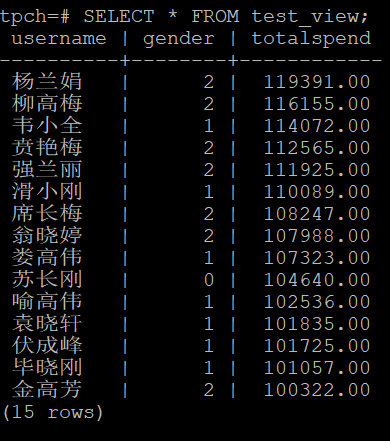 tpch=# SELECT * FROM test_view;
 username | gender | totalspend
----------+--------+------------
 杨兰娟   |      2 |  119391.00
 柳高梅   |      2 |  116155.00
 韦小全   |      1 |  114072.00
 贲艳梅   |      2 |  112565.00
 强兰丽   |      2 |  111925.00
 滑小刚   |      1 |  110089.00
 席长梅   |      2 |  108247.00
 翁晓婷   |      2 |  107988.00
 娄高伟   |      1 |  107323.00
 苏长刚   |      0 |  104640.00
 喻高伟   |      1 |  102536.00
 袁晓轩   |      1 |  101835.00
 伏成峰   |      1 |  101725.00
 毕晓刚   |      1 |  101057.00
 金高芳   |      2 |  100322.00
(15 rows)